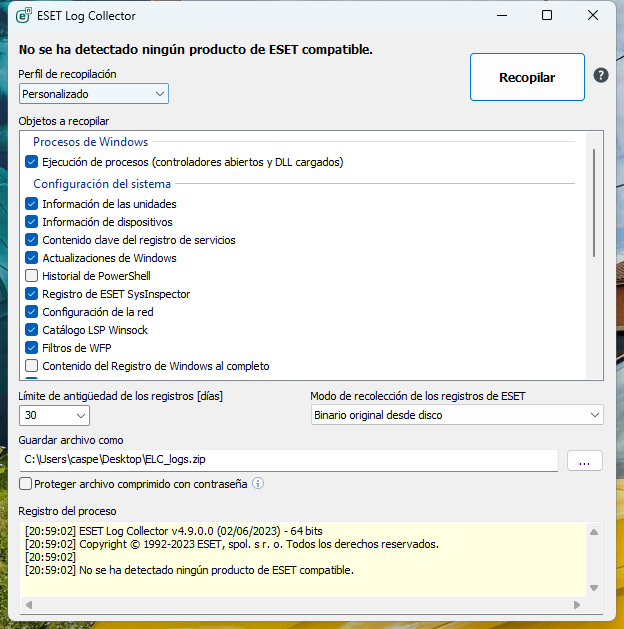 ESET Log Collector
No se ha detectado ningún producto de ESET compatible.
Perfil de recopilación
Personalizado
Recopilar
?
Objetos a recopilar
Procesos de Windows
Ejecución de procesos (controladores abiertos y DLL cargados)
Configuración del sistema
Información de las unidades
Información de dispositivos
Contenido clave del registro de servicios
Actualizaciones de Windows
Historial de PowerShell
Registro de ESET SysInspector
Configuración de la red
Catálogo LSP Winsock
Filtros de WFP
Contenido del Registro de Windows al completo
Límite de antigüedad de los registros [días]
30
Modo de recolección de los registros de ESET
Binario original desde disco
Guardar archivo como
C:\Users\caspe\Desktop\ELC_logs.zip
...
Proteger archivo comprimido con contraseña
Registro del proceso
[20:59:02] ESET Log Collector v4.9.0.0 (02/06/2023) - 64 bits
[20:59:02] Copyright © 1992-2023 ESET, spol. s r. o. Todos los derechos reservados.
[20:59:02]
[20:59:02] No se ha detectado ningún producto de ESET compatible.